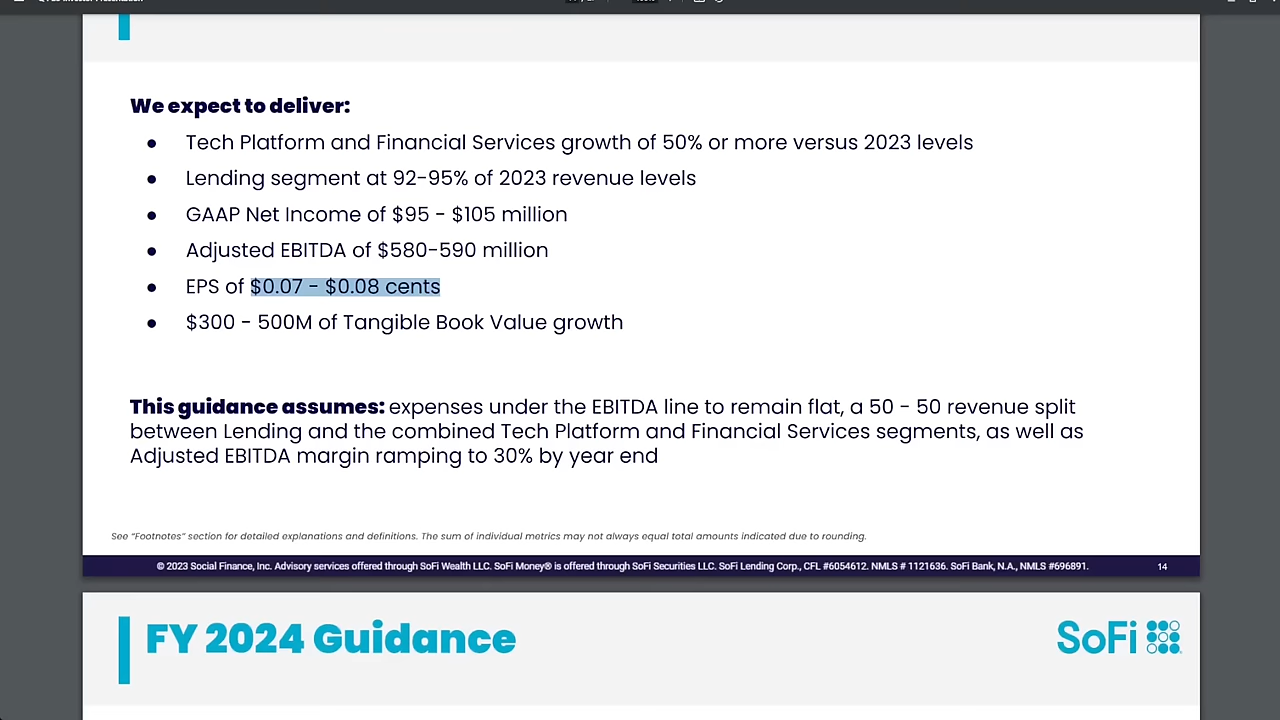 We expect to deliver:
● Tech Platform and Financial Services growth of 50% or more versus 2023 levels
● Lending segment at 92-95% of 2023 revenue levels
● GAAP Net Income of $95 - $105 million
● Adjusted EBITDA of $580-590 million
● EPS of $0.07 - $0.08 cents
● $300 - 500M of Tangible Book Value growth
This guidance assumes: expenses under the EBITDA line to remain flat, a 50 - 50 revenue split
between Lending and the combined Tech Platform and Financial Services segments, as well as
Adjusted EBITDA margin ramping to 30% by year end
See “Footnotes” section for detailed explanations and definitions. The sum of individual metrics may not always equal total amounts indicated due to rounding.
© 2023 Social Finance, Inc. Advisory services offered through SoFi Wealth LLC. SoFi Money® is offered through SoFi Securities LLC. SoFi Lending Corp., CFL #6054612. NMLS # 1121636. SoFi Bank, N.A., NMLS #696891.
14
FY 2024 Guidance
SoFi